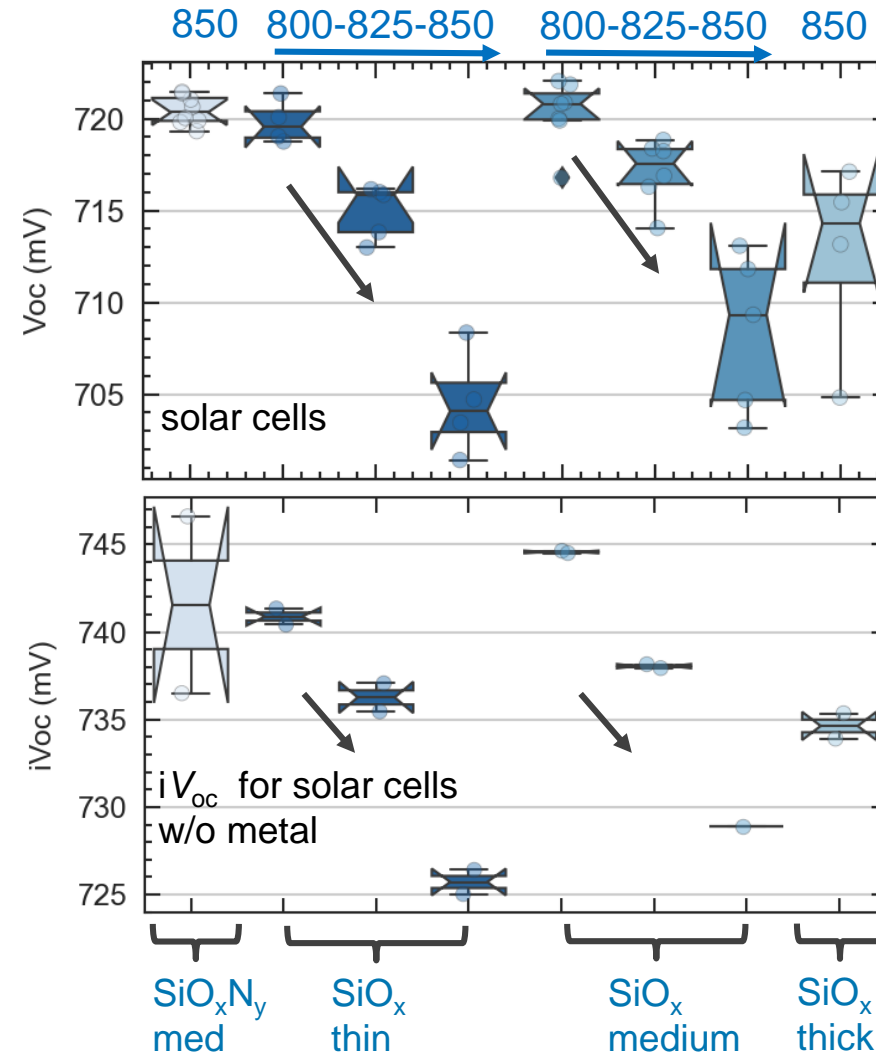 850 800-825-850 800-825-850 850
Voc (mV)
720
715
710
705
solar cells
iVoc (mV)
745
740
735
730
725
iVoc for solar cells
w/o metal
SiOxNy SiOx SiOx SiOx
med thin medium thick